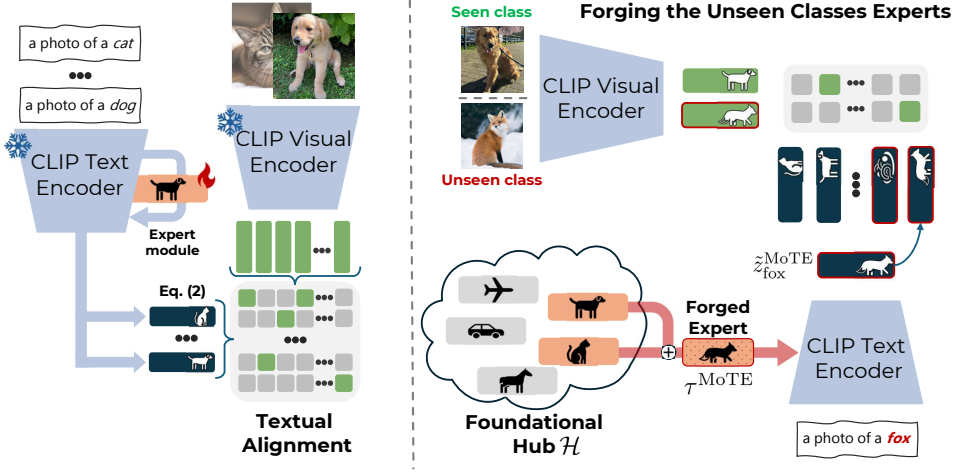 a photo of a cat
a photo of a dog
CLIP Text
Encoder
CLIP Visual
Encoder
Expert
module
Eq. (2)
Textual
Alignment
Seen class
Forging the Unseen Classes Experts
CLIP Visual
Encoder
Unseen class
z_fox^MoTE
Forged
Expert
τ^MoTE
CLIP Text
Encoder
Foundational
Hub ℋ
a photo of a fox